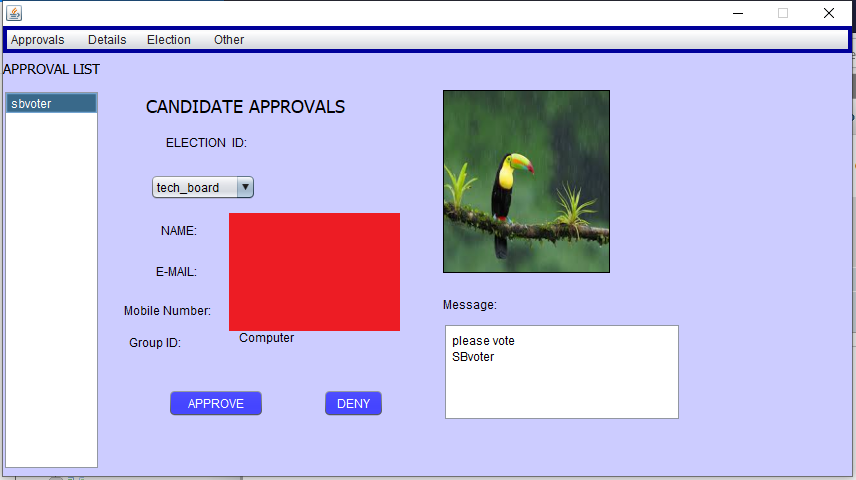 Approvals Details Election Other
APPROVAL LIST
sbvoter
CANDIDATE APPROVALS
ELECTION ID:
tech_board
NAME:
E-MAIL:
Mobile Number:
Group ID:
Computer
APPROVE DENY
Message:
please vote
SBvoter